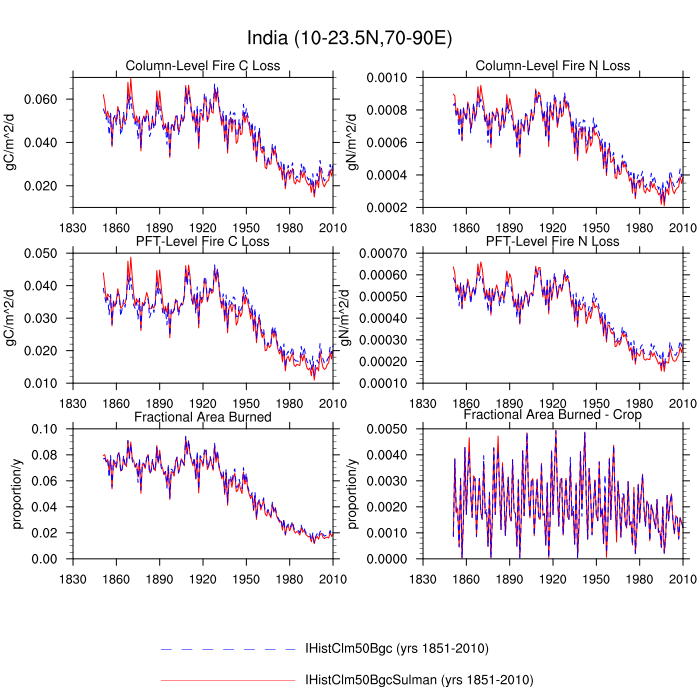 India (10-23.5N,70-90E)
Column-Level Fire C Loss
gC/m^2/d
0.060
0.040
0.020
1830 1860 1890 1920 1950 1980 2010
Column-Level Fire N Loss
gN/m^2/d
0.0010
0.0008
0.0006
0.0004
0.0002
1830 1860 1890 1920 1950 1980 2010
PFT-Level Fire C Loss
gC/m^2/d
0.050
0.040
0.030
0.020
0.010
1830 1860 1890 1920 1950 1980 2010
PFT-Level Fire N Loss
gN/m^2/d
0.00070
0.00060
0.00050
0.00040
0.00030
0.00020
0.00010
1830 1860 1890 1920 1950 1980 2010
Fractional Area Burned
proportion/y
0.10
0.08
0.06
0.04
0.02
0.00
1830 1860 1890 1920 1950 1980 2010
Fractional Area Burned - Crop
proportion/y
0.0050
0.0040
0.0030
0.0020
0.0010
0.0000
1830 1860 1890 1920 1950 1980 2010
IHistClm50Bgc (yrs 1851-2010)
IHistClm50BgcSulman (yrs 1851-2010)